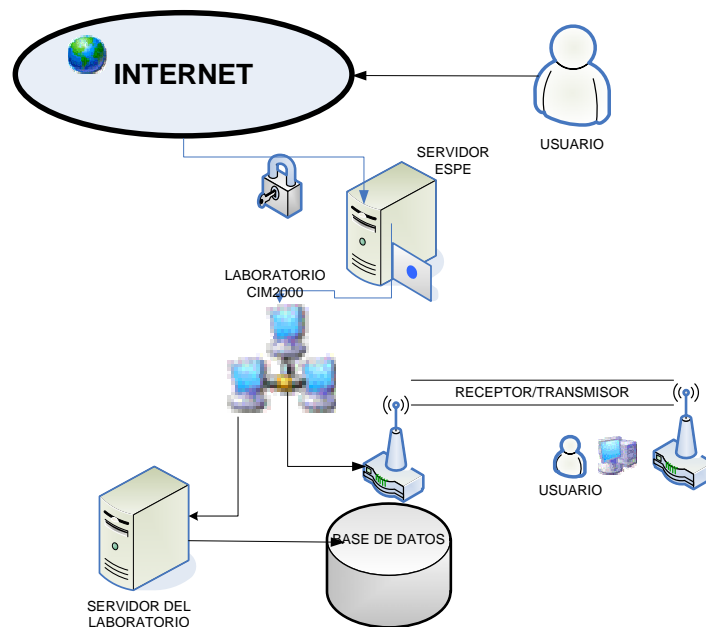 INTERNET
USUARIO
SERVIDOR
ESPE
LABORATORIO
CIM2000
RECEPTOR/TRANSMISOR
USUARIO
BASE DE DATOS
SERVIDOR DEL
LABORATORIO